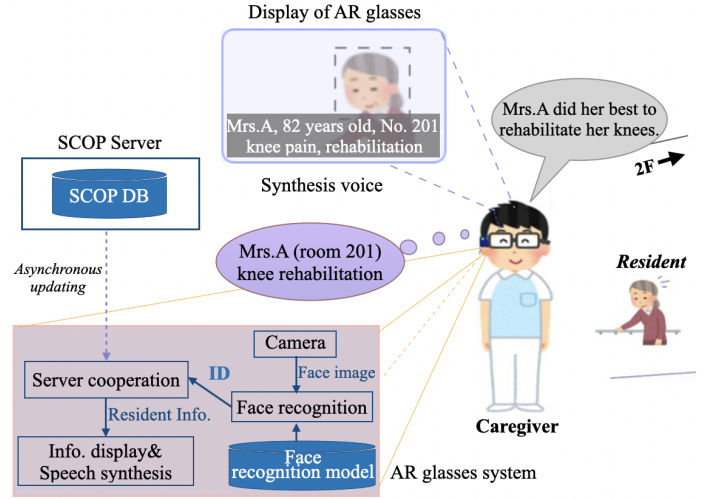 Display of AR glasses
Mrs.A, 82 years old, No. 201
knee pain, rehabilitation
Mrs.A did her best to
rehabilitate her knees.
2F
SCOP Server
SCOP DB
Synthesis voice
Mrs.A (room 201)
knee rehabilitation
Asynchronous
updating
Resident
Camera
Face image
Server cooperation
ID
Face recognition
Resident Info.
Info. display&
Speech synthesis
Face
recognition model
Caregiver
AR glasses system